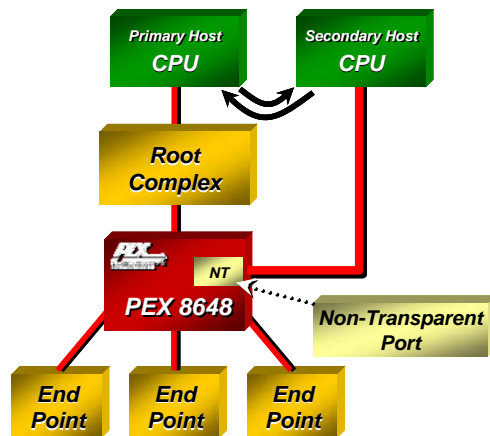 Primary Host
CPU
Secondary Host
CPU
Root
Complex
PEX
NT
PEX 8648
Non-Transparent
Port
End
Point
End
Point
End
Point